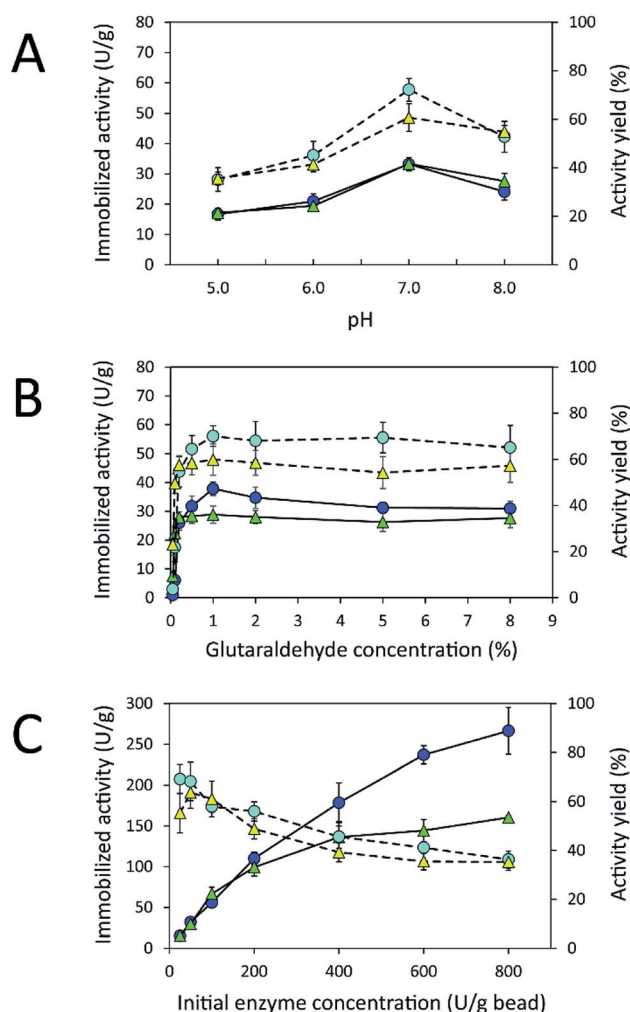 A
Immobilized activity (U/g)
80
70
60
50
40
30
20
10
0
100
80
60
40
20
0
Activity yield (%)
5.0 6.0 7.0 8.0
pH
B
Immobilized activity (U/g)
80
70
60
50
40
30
20
10
0
100
80
60
40
20
0
Activity yield (%)
0 1 2 3 4 5 6 7 8 9
Glutaraldehyde concentration (%)
C
Immobilized activity (U/g)
300
250
200
150
100
50
0
100
80
60
40
20
0
Activity yield (%)
0 200 400 600 800
Initial enzyme concentration (U/g bead)